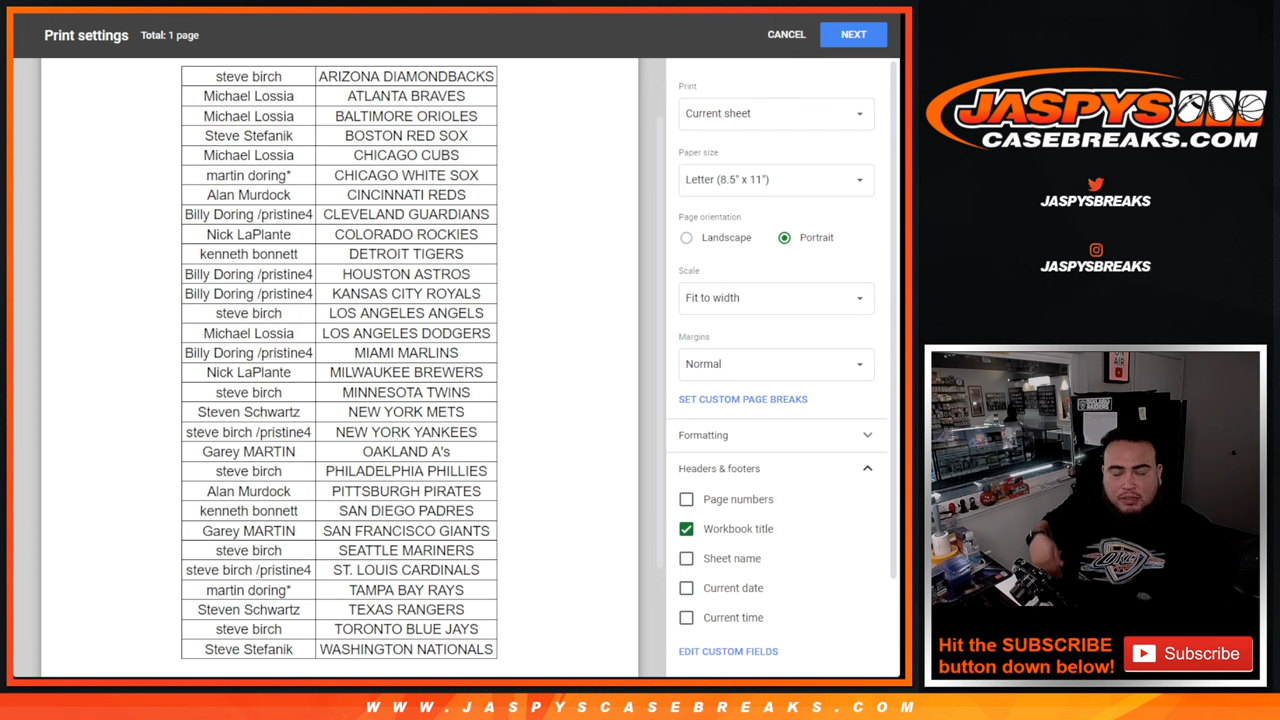 Print settings Total: 1 page CANCEL NEXT
steve birch ARIZONA DIAMONDBACKS
Michael Lossia ATLANTA BRAVES
Michael Lossia BALTIMORE ORIOLES
Steve Stefanik BOSTON RED SOX
Michael Lossia CHICAGO CUBS
martin doring* CHICAGO WHITE SOX
Alan Murdock CINCINNATI REDS
Billy Doring /pristine4 CLEVELAND GUARDIANS
Nick LaPlante COLORADO ROCKIES
kenneth bonnett DETROIT TIGERS
Billy Doring /pristine4 HOUSTON ASTROS
Billy Doring /pristine4 KANSAS CITY ROYALS
steve birch LOS ANGELES ANGELS
Michael Lossia LOS ANGELES DODGERS
Billy Doring /pristine4 MIAMI MARLINS
Nick LaPlante MILWAUKEE BREWERS
steve birch MINNESOTA TWINS
Steven Schwartz NEW YORK METS
steve birch /pristine4 NEW YORK YANKEES
Garey MARTIN OAKLAND A's
steve birch PHILADELPHIA PHILLIES
Alan Murdock PITTSBURGH PIRATES
kenneth bonnett SAN DIEGO PADRES
Garey MARTIN SAN FRANCISCO GIANTS
steve birch SEATTLE MARINERS
steve birch /pristine4 ST. LOUIS CARDINALS
martin doring* TAMPA BAY RAYS
Steven Schwartz TEXAS RANGERS
steve birch TORONTO BLUE JAYS
Steve Stefanik WASHINGTON NATIONALS
Print
Current sheet
Paper size
Letter (8.5" x 11")
Page orientation
Landscape Portrait
Scale
Fit to width
Margins
Normal
SET CUSTOM PAGE BREAKS
Formatting
Headers & footers
Page numbers
Workbook title
Sheet name
Current date
Current time
EDIT CUSTOM FIELDS
JASPYS
CASEBREAKS.COM
JASPYSBREAKS
JASPYSBREAKS
ON AIR
OKC
Hit the SUBSCRIBE
button down below!
Subscribe
WWW.JASPYSCASEBREAKS.COM